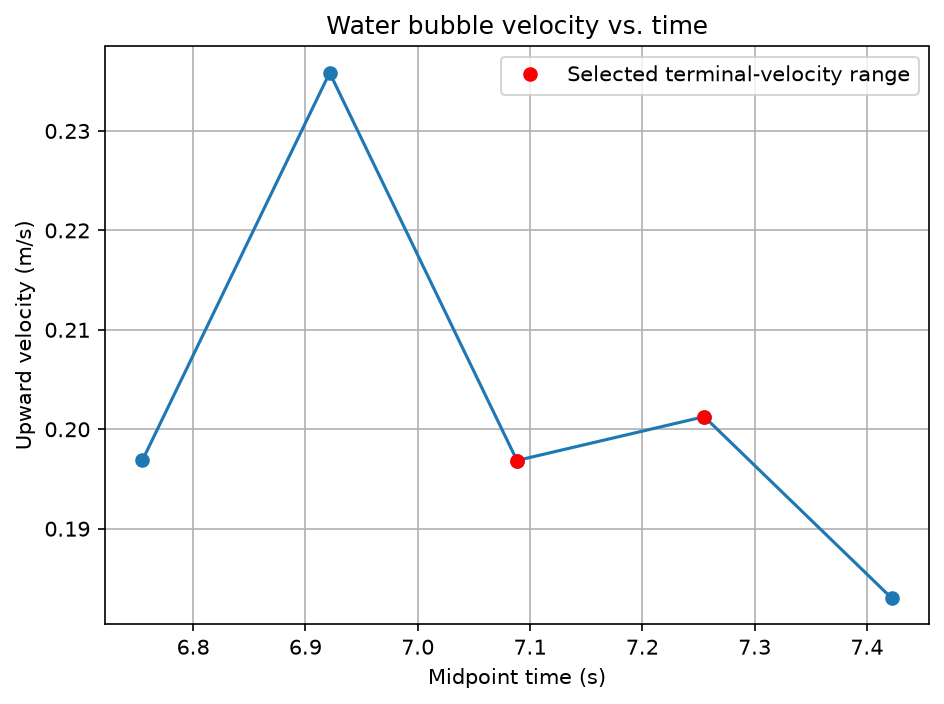 Water bubble velocity vs. time
Selected terminal-velocity range
Upward velocity (m/s)
0.23
0.22
0.21
0.20
0.19
6.8 6.9 7.0 7.1 7.2 7.3 7.4
Midpoint time (s)